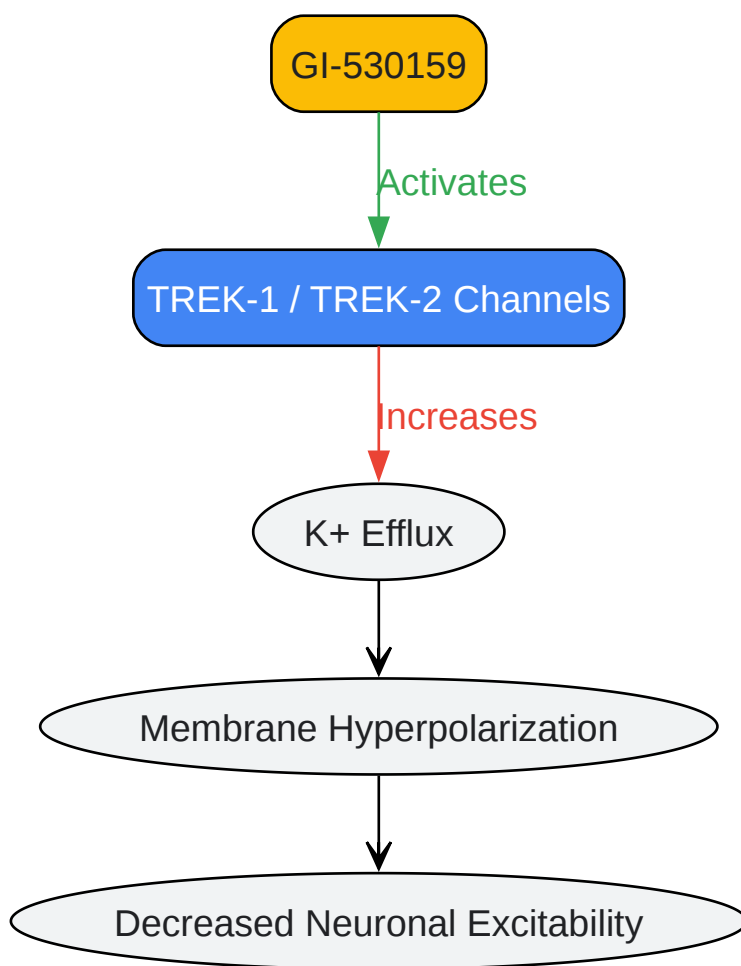 GI-530159
Activates
TREK-1 / TREK-2 Channels
Increases
K+ Efflux
Membrane Hyperpolarization
Decreased Neuronal Excitability